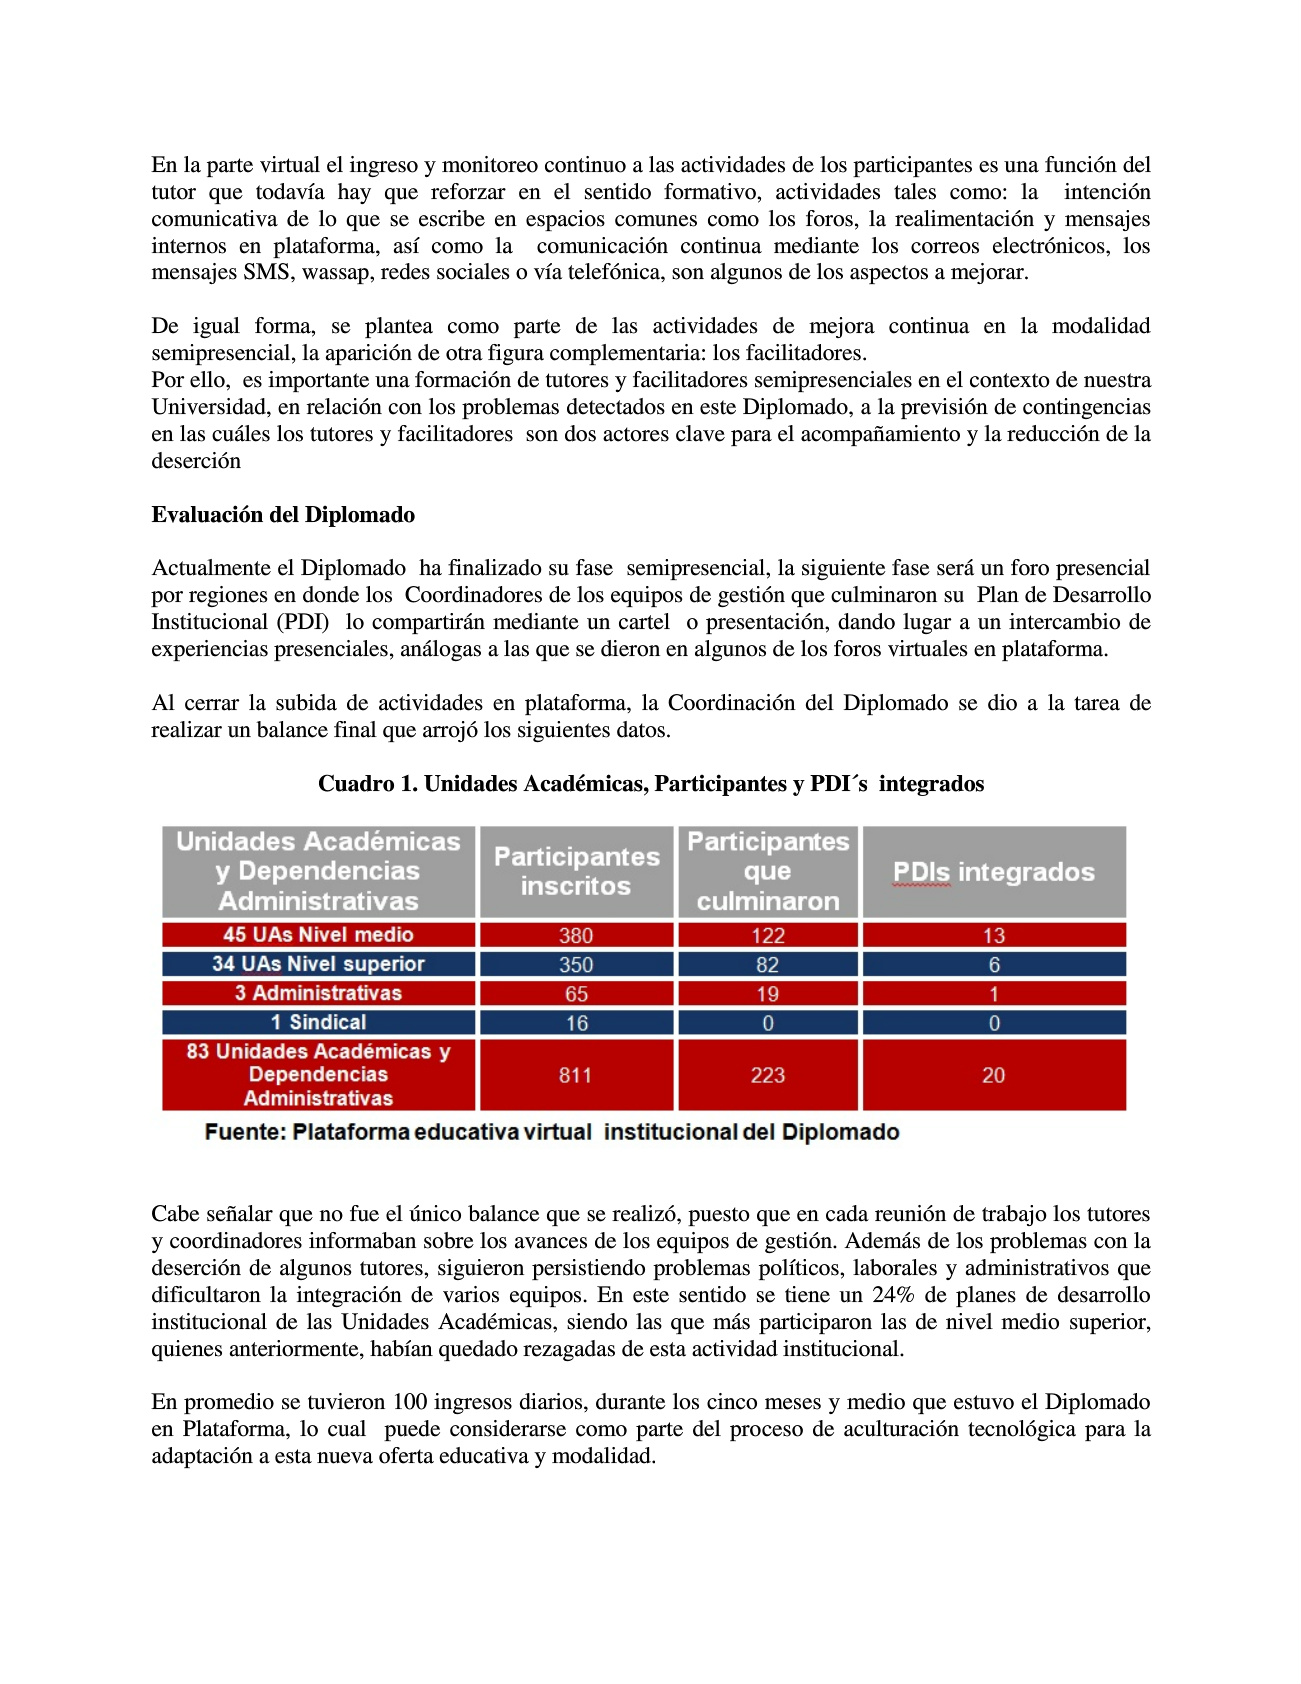 En la parte virtual el ingreso y monitoreo continuo a las actividades de los participantes es una función del
tutor que todavía hay que reforzar en el sentido formativo, actividades tales como: la intención
comunicativa de lo que se escribe en espacios comunes como los foros, la realimentación y mensajes
internos en plataforma, así como la comunicación continua mediante los correos electrónicos, los
mensajes SMS, wassap, redes sociales o vía telefónica, son algunos de los aspectos a mejorar.
De igual forma, se plantea como parte de las actividades de mejora continua en la modalidad
semipresencial, la aparición de otra figura complementaria: los facilitadores.
Por ello, es importante una formación de tutores y facilitadores semipresenciales en el contexto de nuestra
Universidad, en relación con los problemas detectados en este Diplomado, a la previsión de contingencias
en las cuáles los tutores y facilitadores son dos actores clave para el acompañamiento y la reducción de la
deserción
Evaluación del Diplomado
Actualmente el Diplomado ha finalizado su fase semipresencial, la siguiente fase será un foro presencial
por regiones en donde los Coordinadores de los equipos de gestión que culminaron su Plan de Desarrollo
Institucional (PDI) lo compartirán mediante un cartel o presentación, dando lugar a un intercambio de
experiencias presenciales, análogas a las que se dieron en algunos de los foros virtuales en plataforma.
Al cerrar la subida de actividades en plataforma, la Coordinación del Diplomado se dio a la tarea de
realizar un balance final que arrojó los siguientes datos.
Cuadro 1. Unidades Académicas, Participantes y PDI´s integrados
Unidades Académicas
y Dependencias
Administrativas
Participantes
inscritos
Participantes
que
culminaron
PDIs integrados
45 UAs Nivel medio 380 122 13
34 UAs Nivel superior 350 82 6
3 Administrativas 65 19 1
1 Sindical 16 0 0
83 Unidades Académicas y
Dependencias
Administrativas
811 223 20
Fuente: Plataforma educativa virtual institucional del Diplomado
Cabe señalar que no fue el único balance que se realizó, puesto que en cada reunión de trabajo los tutores
y coordinadores informaban sobre los avances de los equipos de gestión. Además de los problemas con la
deserción de algunos tutores, siguieron persistiendo problemas políticos, laborales y administrativos que
dificultaron la integración de varios equipos. En este sentido se tiene un 24% de planes de desarrollo
institucional de las Unidades Académicas, siendo las que más participaron las de nivel medio superior,
quienes anteriormente, habían quedado rezagadas de esta actividad institucional.
En promedio se tuvieron 100 ingresos diarios, durante los cinco meses y medio que estuvo el Diplomado
en Plataforma, lo cual puede considerarse como parte del proceso de aculturación tecnológica para la
adaptación a esta nueva oferta educativa y modalidad.